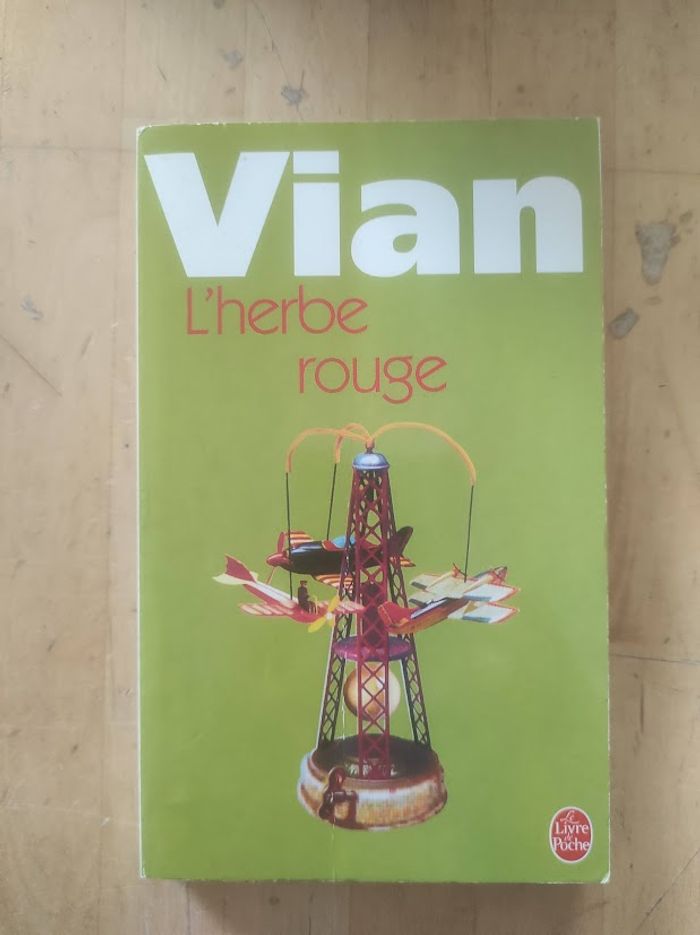 Vian
L'herbe
rouge
Le
Livre
de
Poche